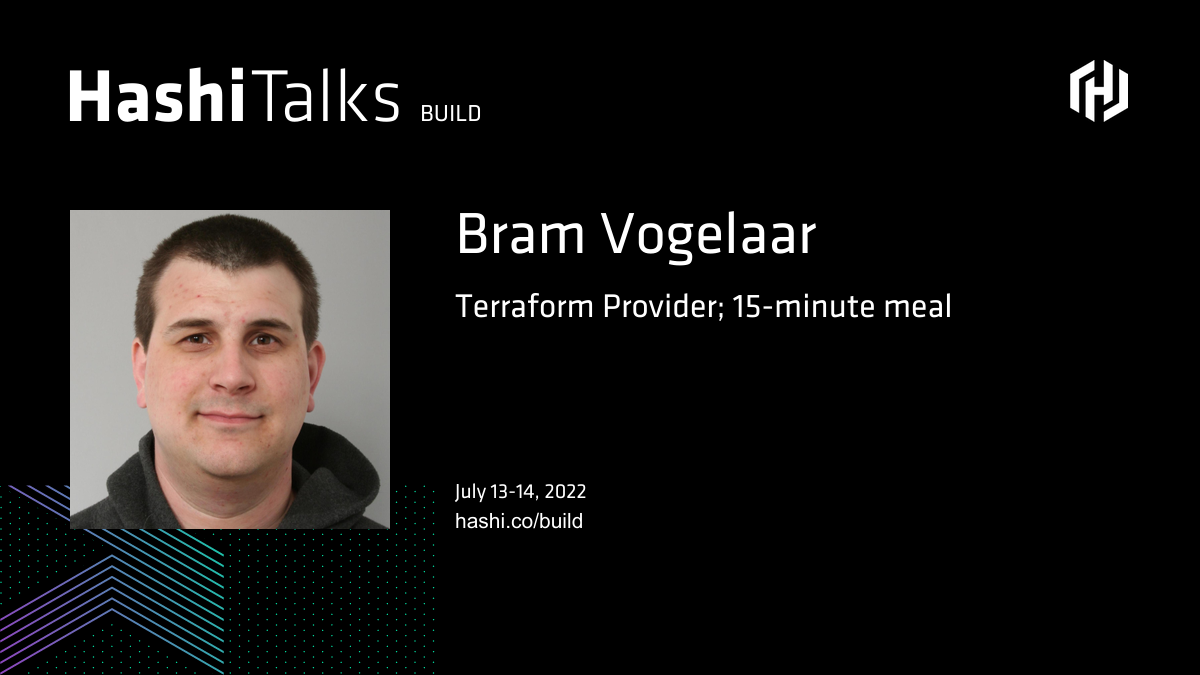 HashiTalks BUILD
Bram Vogelaar
Terraform Provider; 15-minute meal
July 13-14, 2022
hashi.co/build